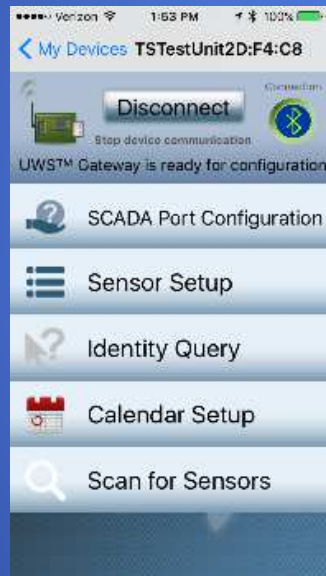 Verizon 1:53 PM 100%
My Devices TSTestUnit2D:F4:C8
Connection
Disconnect
Stop device communication
UWS™ Gateway is ready for configuration
SCADA Port Configuration
Sensor Setup
Identity Query
Calendar Setup
Scan for Sensors